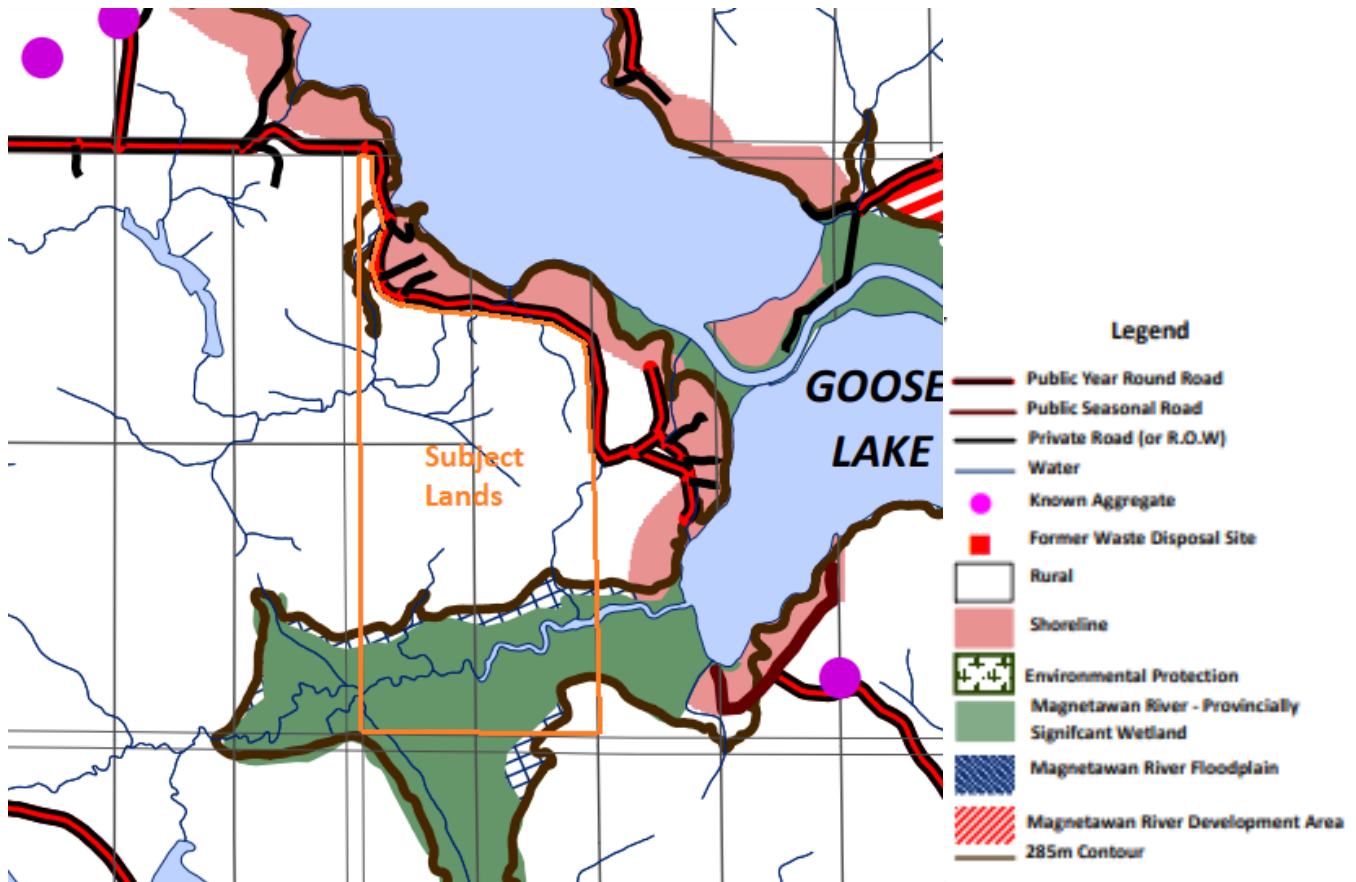 Subject
Lands
GOOSE
LAKE
Legend
Public Year Round Road
Public Seasonal Road
Private Road (or R.O.W)
Water
Known Aggregate
Former Waste Disposal Site
Rural
Shoreline
Environmental Protection
Magnetawan River - Provincially
Signifcant Wetland
Magnetawan River Floodplain
Magnetawan River Development Area
285m Contour